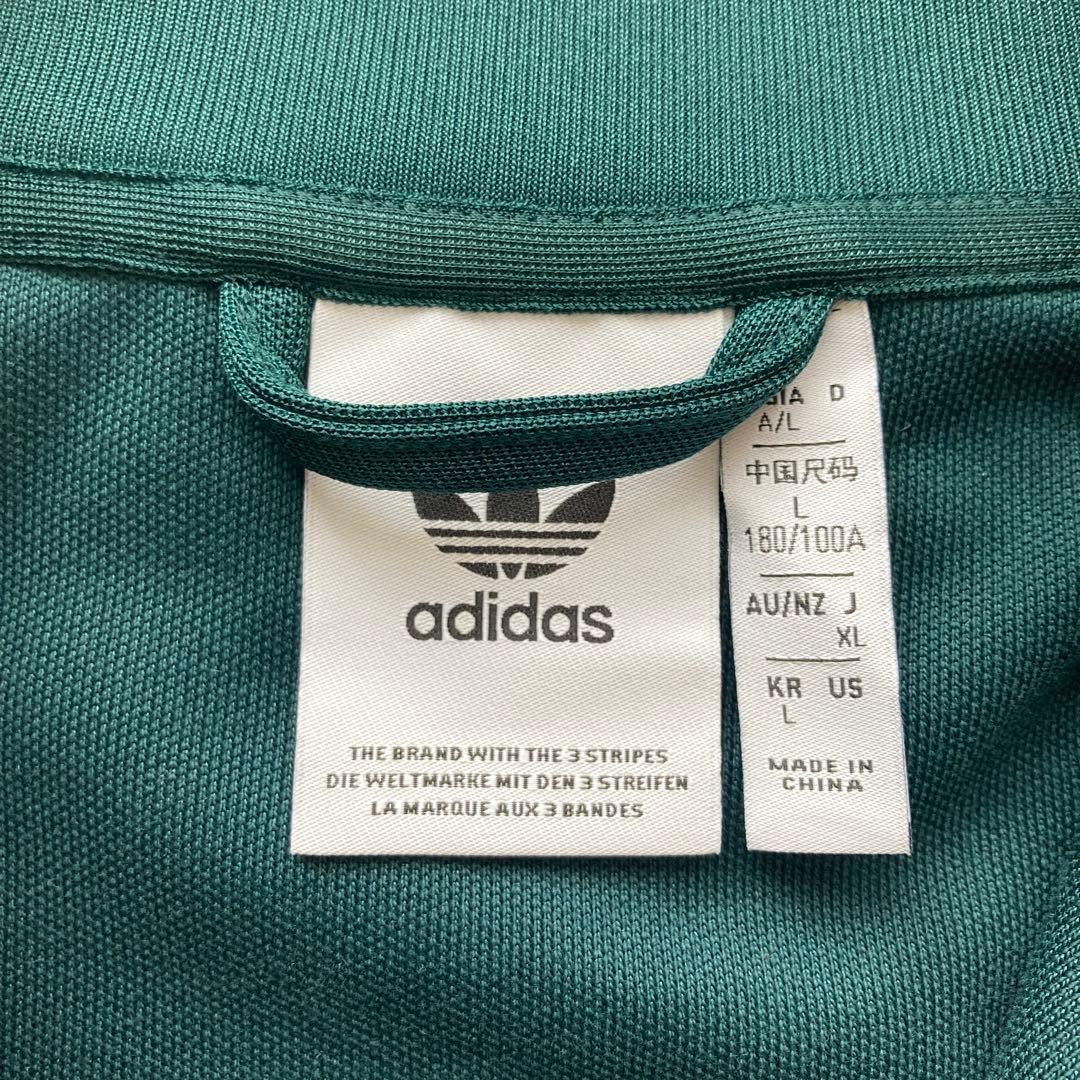 adidas
THE BRAND WITH THE 3 STRIPES
DIE WELTMARKE MIT DEN 3 STREIFEN
LA MARQUE AUX 3 BANDES
D
A/L
中国尺码
L
180/100A
AU/NZ J
XL
KR US
L
MADE IN
CHINA